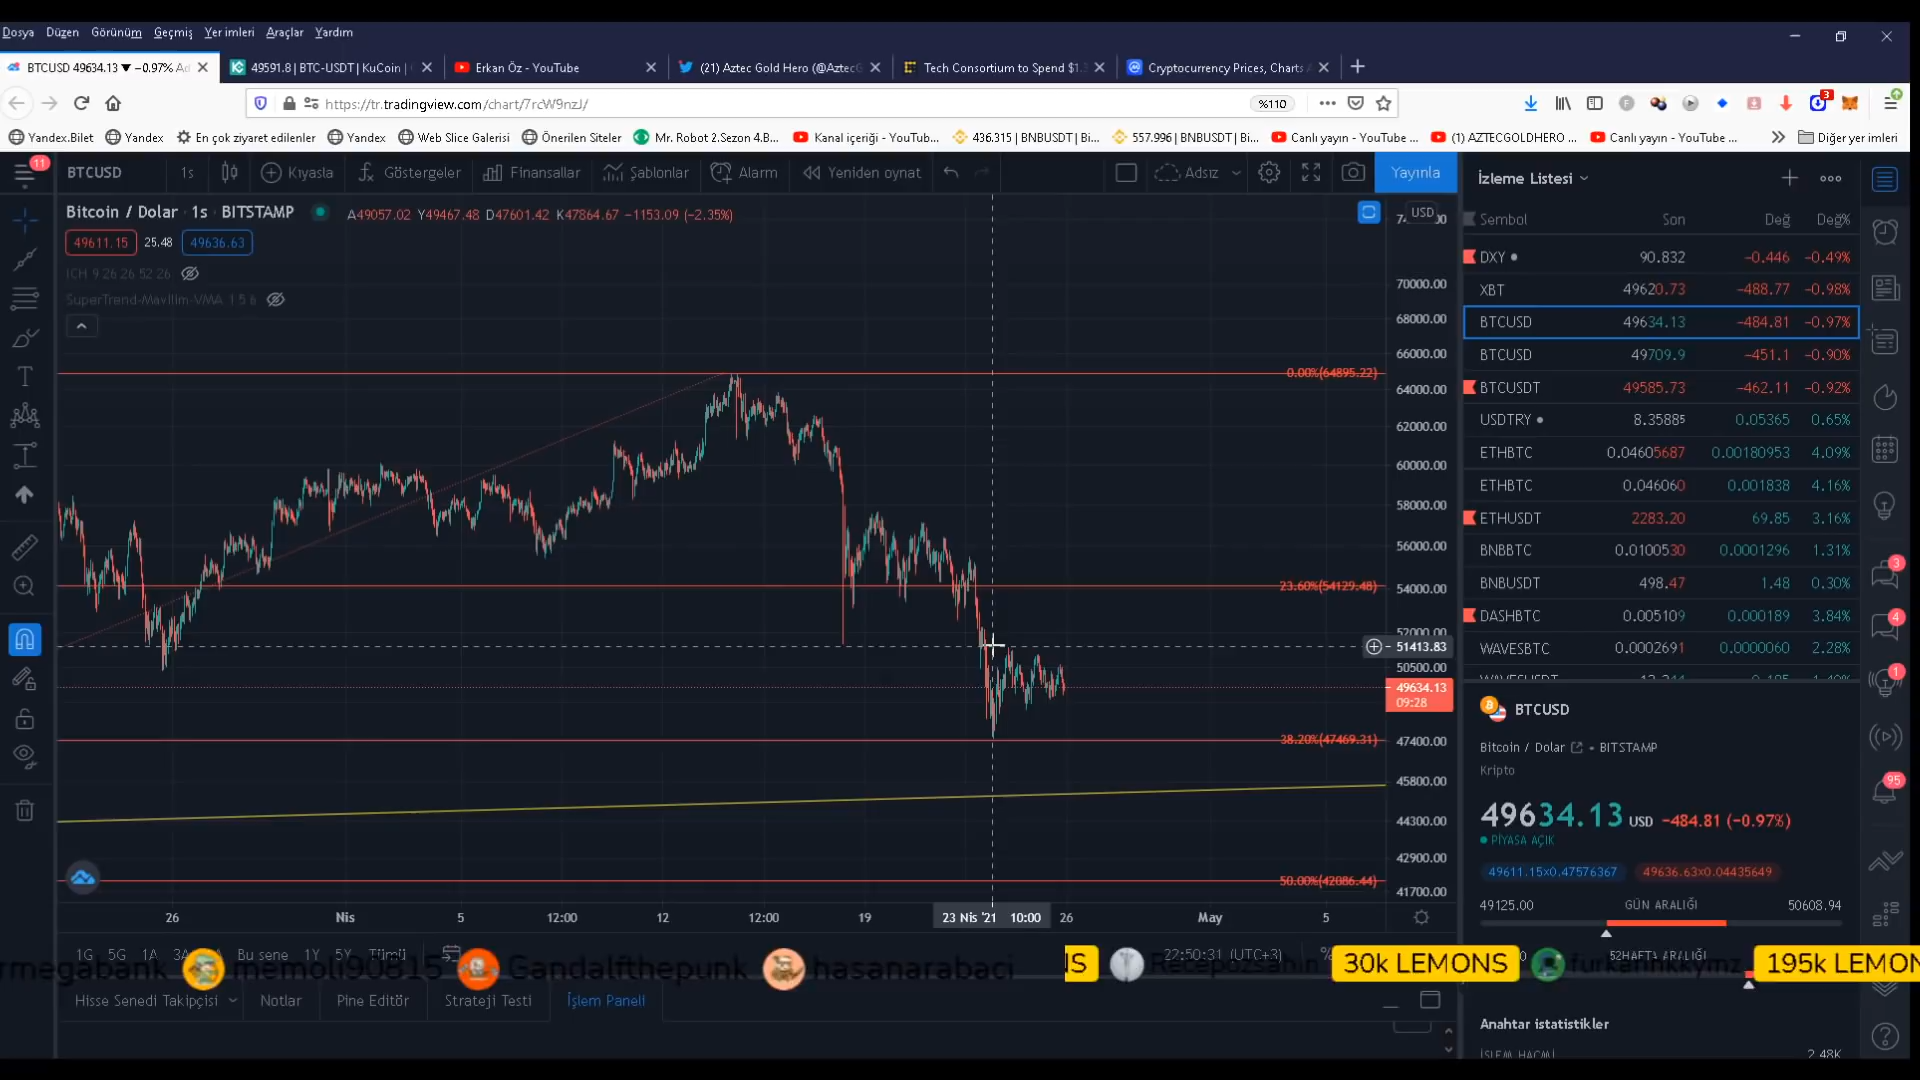 Dosya Düzen Görünüm Geçmiş Yer imleri Araçlar Yardım
BTCUSD 49634.13 ▼ −0.97% Ad
49591.8 | BTC-USDT | KuCoin |
Erkan Öz - YouTube
(21) Aztec Gold Hero (@AztecG
Tech Consortium to Spend $1.
Cryptocurrency Prices, Charts
https://tr.tradingview.com/chart/7rcW9nzJ/
%110
3
Yandex.Bilet Yandex En çok ziyaret edilenler Yandex Web Slice Galerisi Önerilen Siteler Mr. Robot 2.Sezon 4.B... Kanal içeriği - YouTub... 436.315 | BNBUSDT | Bi... 557.996 | BNBUSDT | Bi... Canlı yayın - YouTube ... (1) AZTECGOLDHERO ... Canlı yayın - YouTube ... Diğer yer imleri
11
BTCUSD 1s Kıyasla Göstergeler Finansallar Şablonlar Alarm Yeniden oynat Adsız Yayınla
Bitcoin / Dolar · 1s · BITSTAMP A49057.02 Y49467.48 D47601.42 K47864.67 −1153.09 (−2.35%)
49611.15 25.48 49636.63
ICH 9 26 26 52 26
SuperTrend-Mavilim-VMA 1 5 6
USD
70000.00
68000.00
66000.00
0.00%(64895.22)
64000.00
62000.00
60000.00
58000.00
56000.00
23.60%(54129.48)
54000.00
52000.00
51413.83
50500.00
49634.13
09:28
38.20%(47469.31)
47400.00
45800.00
44300.00
42900.00
50.00%(42086.44)
41700.00
26 Nis 5 12:00 12 12:00 19 23 Nis '21 10:00 26 May 5
1G 5G 1A 3A Bu sene 1Y 5Y Tümü
22:50:31 (UTC+3) %
rmegabank memoli90815 Gandalfthepunk hasanarabaci
NS Recepozsahin 30k LEMONS furkannkkymz 195k LEMON
Hisse Senedi Takipçisi Notlar Pine Editör Strateji Testi İşlem Paneli
İzleme Listesi
Sembol Son Değ Değ%
DXY 90.832 −0.446 −0.49%
XBT 49620.73 −488.77 −0.98%
BTCUSD 49634.13 −484.81 −0.97%
BTCUSD 49709.9 −451.1 −0.90%
BTCUSDT 49585.73 −462.11 −0.92%
USDTRY 8.35885 0.05365 0.65%
ETHBTC 0.04605687 0.00180953 4.09%
ETHBTC 0.046060 0.001838 4.16%
ETHUSDT 2283.20 69.85 3.16%
BNBBTC 0.0100530 0.0001296 1.31%
BNBUSDT 498.47 1.48 0.30%
DASHBTC 0.005109 0.000189 3.84%
WAVESBTC 0.0002691 0.0000060 2.28%
BTCUSD
Bitcoin / Dolar • BITSTAMP
Kripto
49634.13 USD −484.81 (−0.97%)
PİYASA AÇIK
49611.15×0.47576367 49636.63×0.04435649
49125.00 GÜN ARALIĞI 50608.94
52HAFTA ARALIĞI
Anahtar istatistikler
İŞLEM HACMİ 2.48K
3
4
1
95